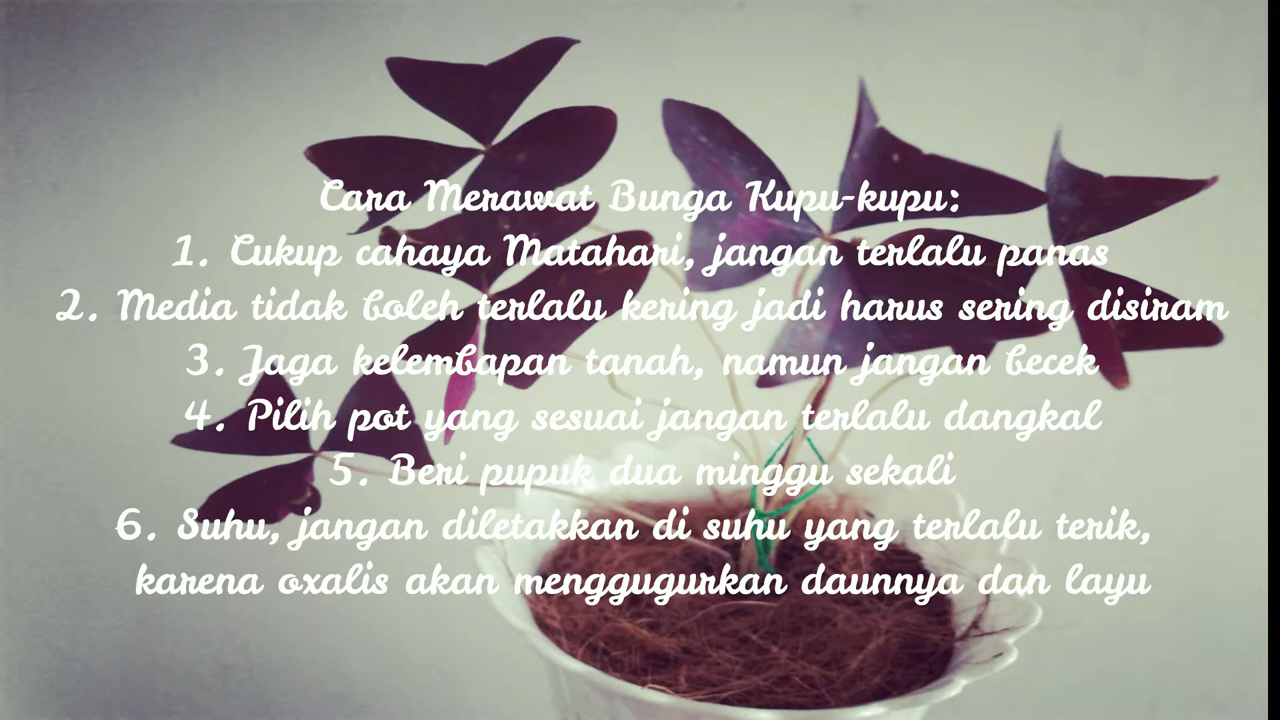 Cara Merawat Bunga Kupu-kupu:
1. Cukup cahaya Matahari, jangan terlalu panas
2. Media tidak boleh terlalu kering jadi harus sering disiram
3. Jaga kelembapan tanah, namun jangan becek
4. Pilih pot yang sesuai jangan terlalu dangkal
5. Beri pupuk dua minggu sekali
6. Suhu, jangan diletakkan di suhu yang terlalu terik,
karena oxalis akan menggugurkan daunnya dan layu